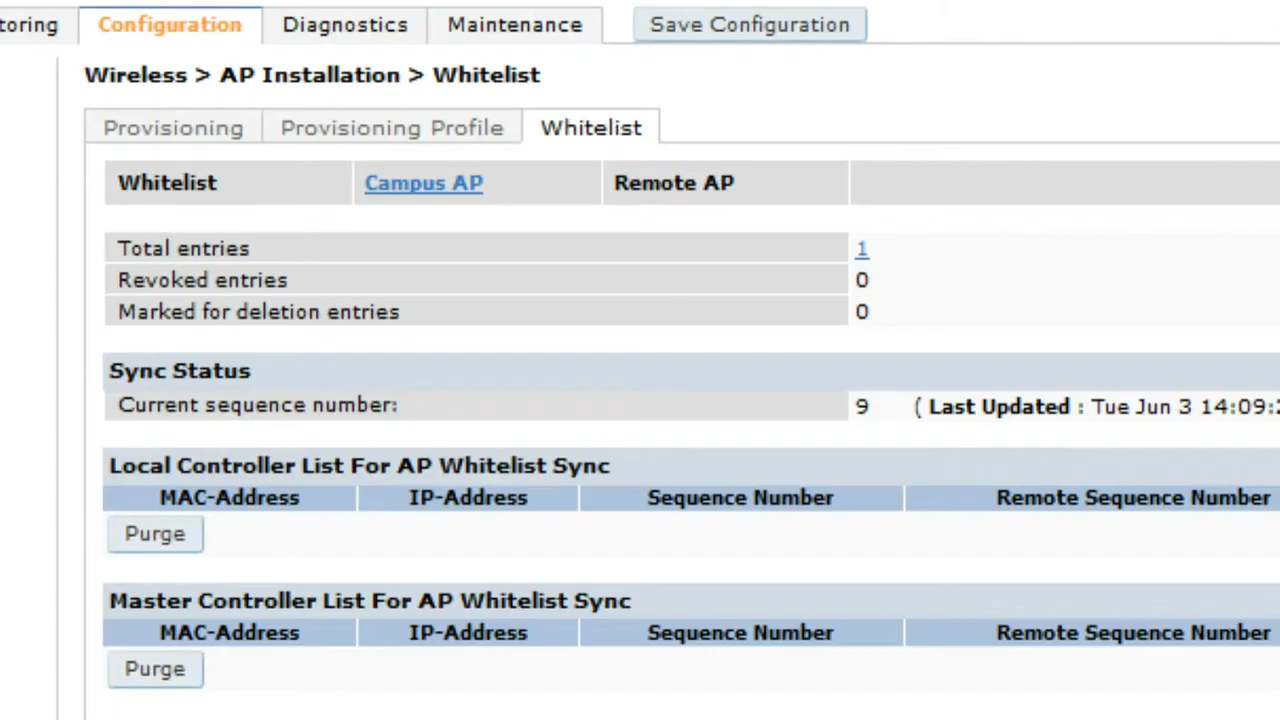 toring Configuration Diagnostics Maintenance Save Configuration
Wireless > AP Installation > Whitelist
Provisioning Provisioning Profile Whitelist
Whitelist Campus AP Remote AP
Total entries 1
Revoked entries 0
Marked for deletion entries 0
Sync Status
Current sequence number: 9 ( Last Updated : Tue Jun 3 14:09:2
Local Controller List For AP Whitelist Sync
MAC-Address IP-Address Sequence Number Remote Sequence Number
Purge
Master Controller List For AP Whitelist Sync
MAC-Address IP-Address Sequence Number Remote Sequence Number
Purge